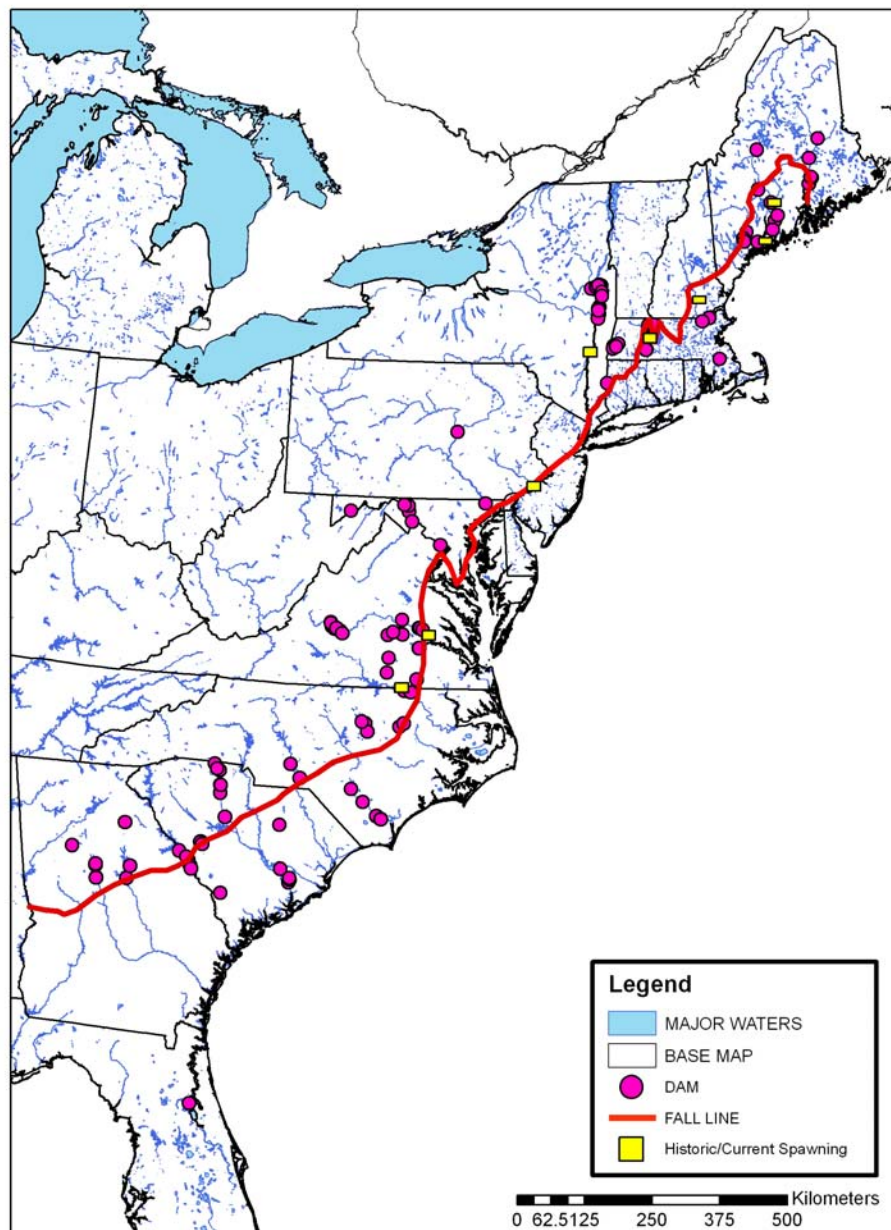 Legend
MAJOR WATERS
BASE MAP
DAM
FALL LINE
Historic/Current Spawning
Kilometers
0 62.5125 250 375 500